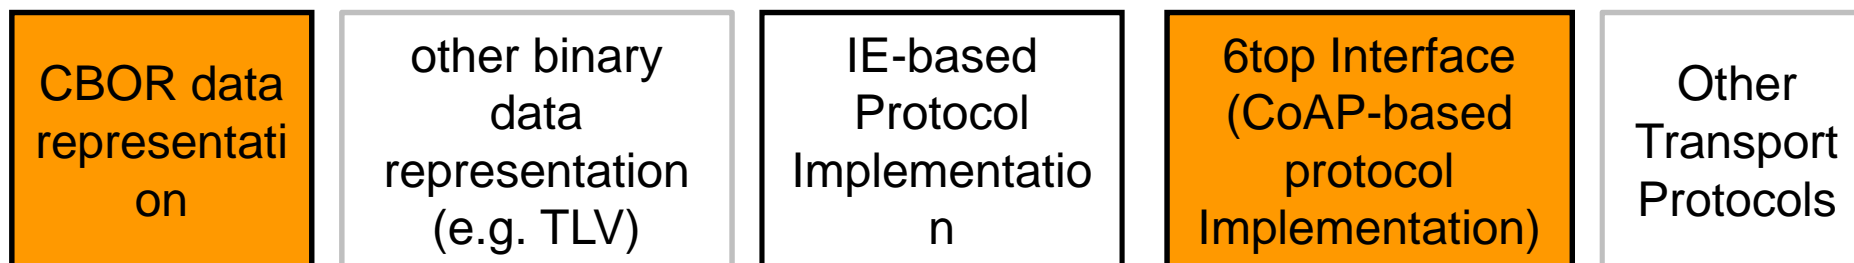 CBOR data
representati
on
other binary
data
representation
(e.g. TLV)
IE-based
Protocol
Implementatio
n
6top Interface
(CoAP-based
protocol
Implementation)
Other
Transport
Protocols